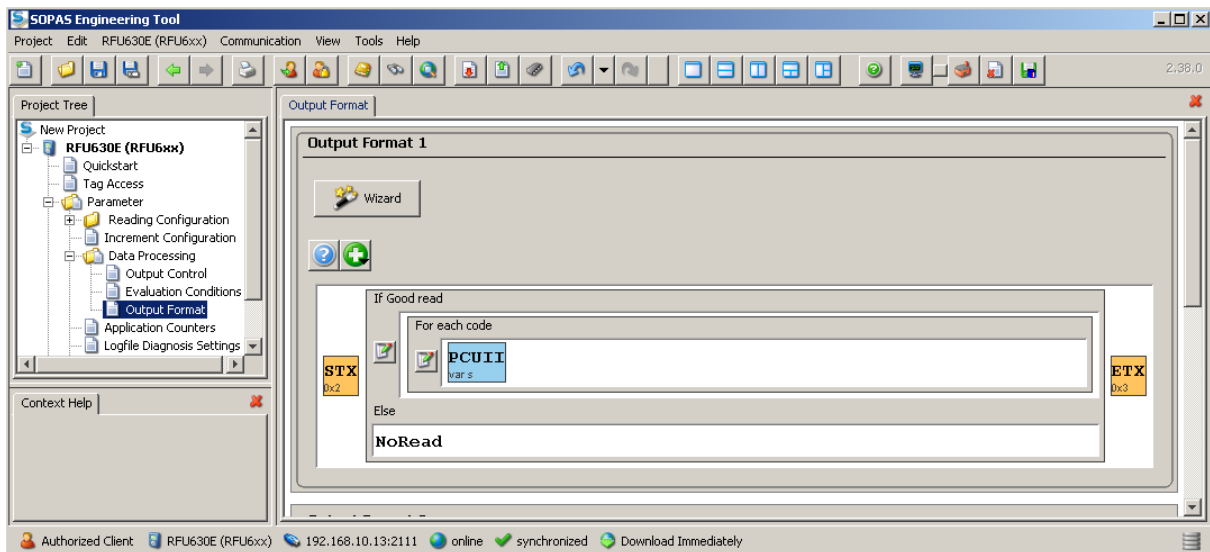 SOPAS Engineering Tool
Project Edit RFU630E (RFU6xx) Communication View Tools Help
2.38.0
Project Tree
New Project
RFU630E (RFU6xx)
Quickstart
Tag Access
Parameter
Reading Configuration
Increment Configuration
Data Processing
Output Control
Evaluation Conditions
Output Format
Application Counters
Logfile Diagnosis Settings
Context Help
Output Format
Output Format 1
Wizard
If Good read
For each code
PCUII
var s
STX
0x2
ETX
0x3
Else
NoRead
Authorized Client RFU630E (RFU6xx) 192.168.10.13:2111 online synchronized Download Immediately